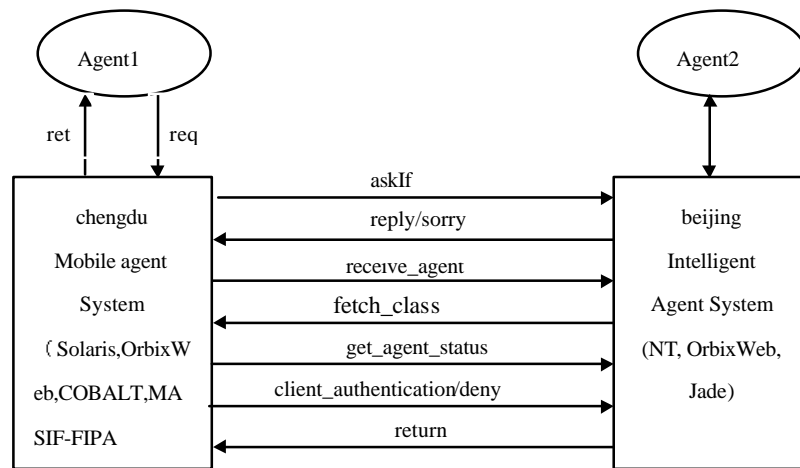 Agent1
Agent2
ret
req
askIf
chengdu
beijing
reply/sorry
Mobile agent
Intelligent
receive_agent
System
Agent System
fetch_class
（Solaris,OrbixW
(NT, OrbixWeb,
get_agent_status
eb,COBALT,MA
Jade)
client_authentication/deny
SIF-FIPA
return